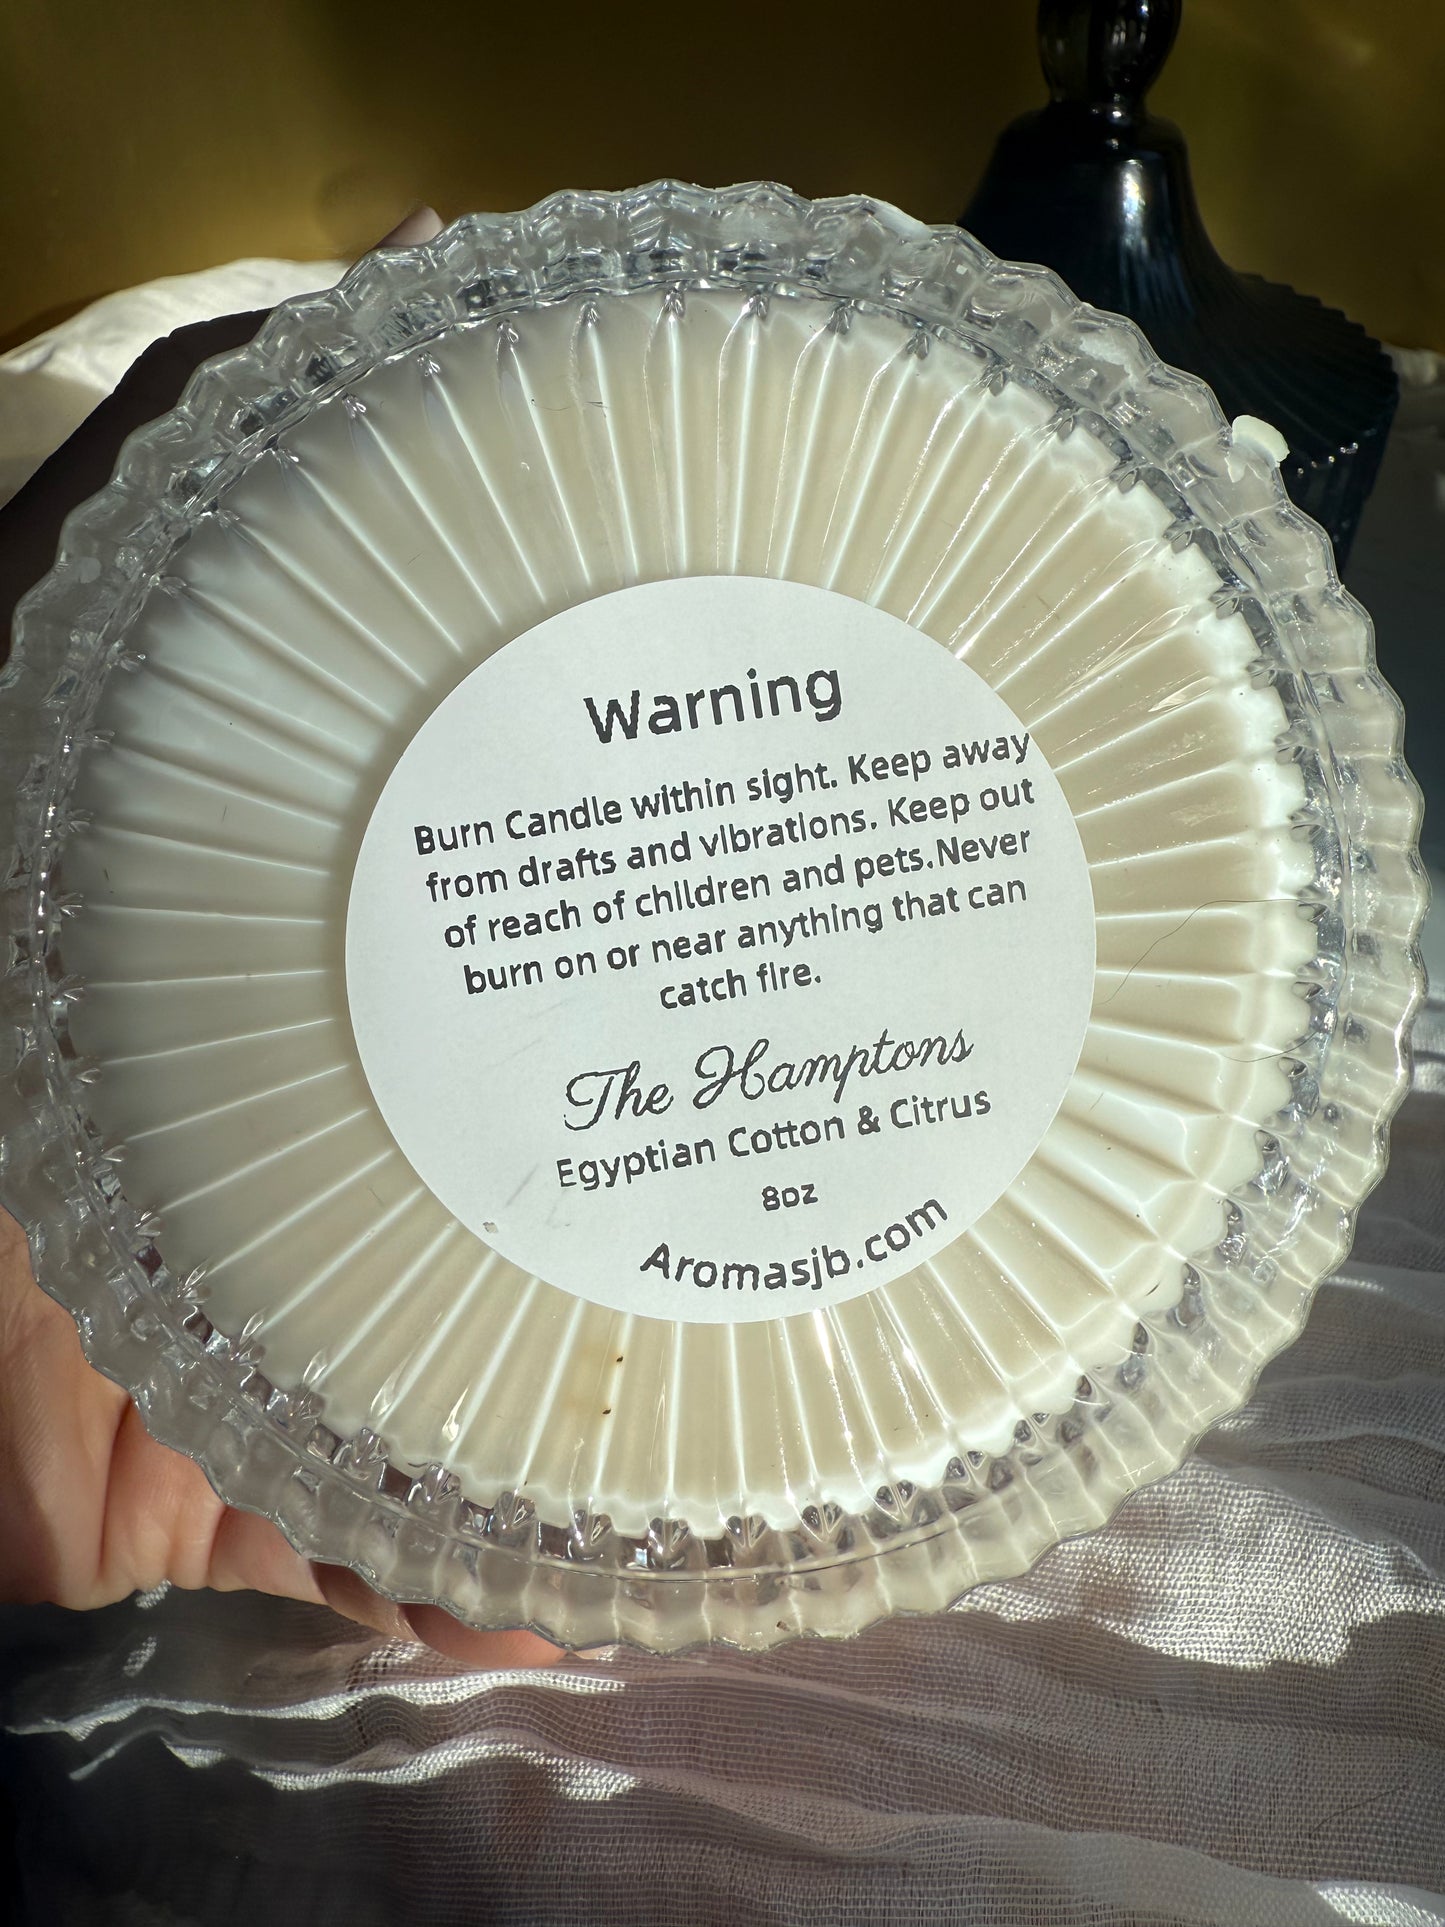 Warning
Burn Candle within sight. Keep away
from drafts and vibrations. Keep out
of reach of children and pets.Never
burn on or near anything that can
catch fire.
The Hamptons
Egyptian Cotton & Citrus
8oz
Aromasjb.com